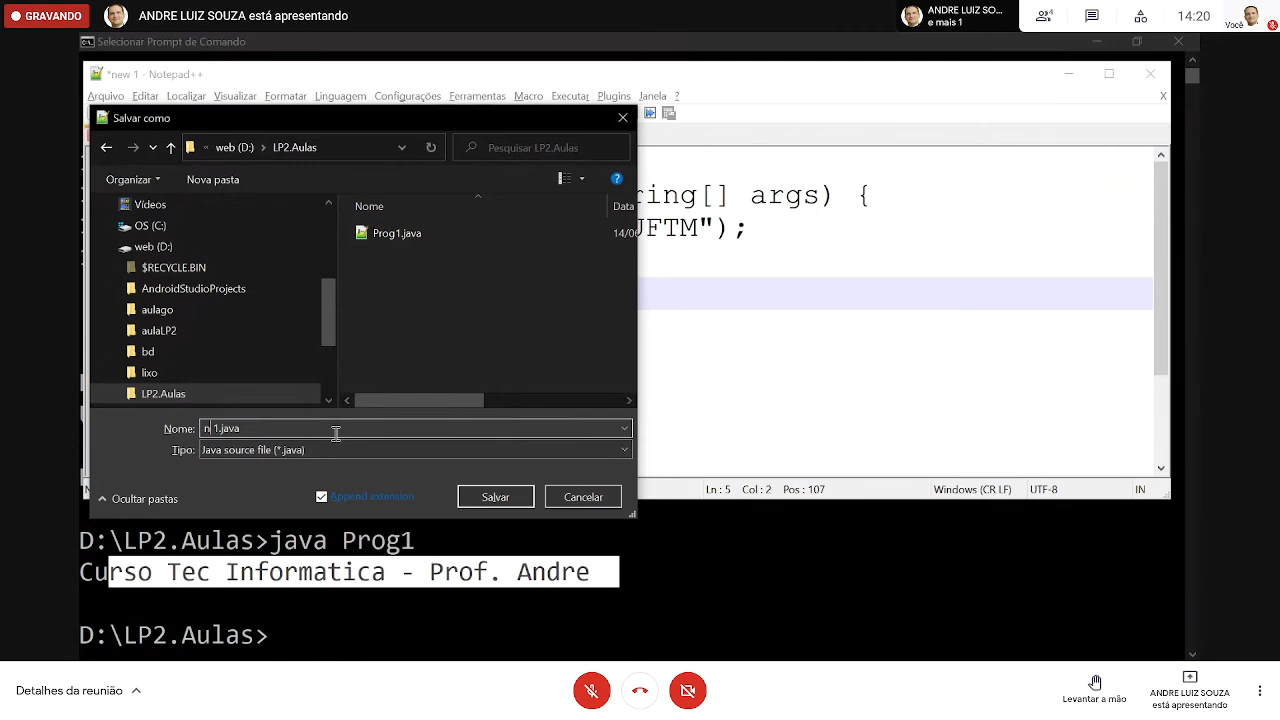 GRAVANDO
ANDRE LUIZ SOUZA está apresentando
ANDRE LUIZ SO...
e mais 1
4
14:20
Você
Selecionar Prompt de Comando
*new 1 - Notepad++
Arquivo Editar Localizar Visualizar Formatar Linguagem Configurações Ferramentas Macro Executar Plugins Janela ? X
Salvar como
« web (D:) > LP2.Aulas
Pesquisar LP2.Aulas
Organizar
Nova pasta
Vídeos
OS (C:)
web (D:)
$RECYCLE.BIN
AndroidStudioProjects
aulago
aulaLP2
bd
lixo
LP2.Aulas
Nome
Data
Prog1.java
14/06
ring[] args) {
UFTM");
Nome:
n 1.java
Tipo:
Java source file (*.java)
Ocultar pastas
Append extension
Salvar
Cancelar
Ln : 5 Col : 2 Pos : 107
Windows (CR LF)
UTF-8
IN
D:\LP2.Aulas>java Prog1
Curso Tec Informatica - Prof. Andre
D:\LP2.Aulas>
Detalhes da reunião
Levantar a mão
ANDRE LUIZ SOUZA
está apresentando